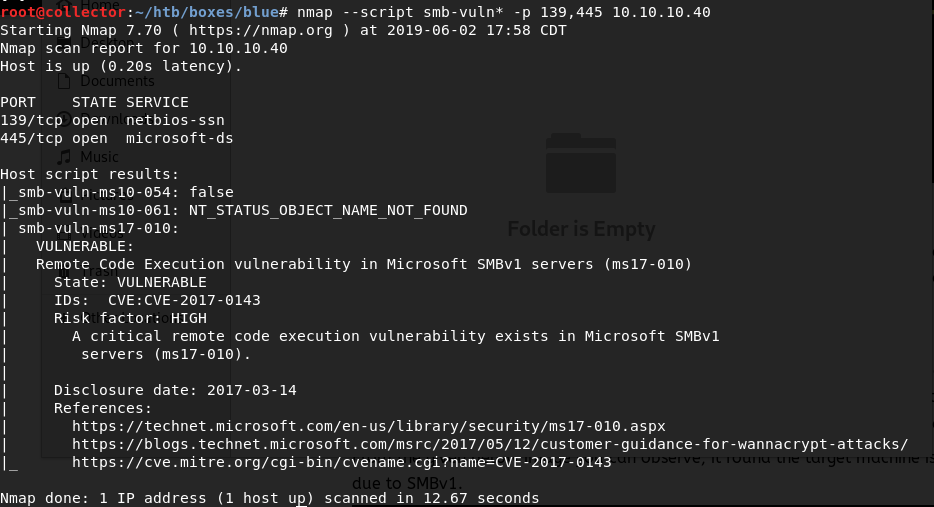 root@collector:~/htb/boxes/blue# nmap --script smb-vuln* -p 139,445 10.10.10.40
Starting Nmap 7.70 ( https://nmap.org ) at 2019-06-02 17:58 CDT
Nmap scan report for 10.10.10.40
Host is up (0.20s latency).
Documents
PORT     STATE SERVICE
139/tcp open  netbios-ssn
445/tcp open  microsoft-ds
Music
Host script results:
|_smb-vuln-ms10-054: false
|_smb-vuln-ms10-061: NT_STATUS_OBJECT_NAME_NOT_FOUND
| smb-vuln-ms17-010:
Folder is Empty
|   VULNERABLE:
|   Remote Code Execution vulnerability in Microsoft SMBv1 servers (ms17-010)
Trash
|     State: VULNERABLE
|     IDs:  CVE:CVE-2017-0143
|     Risk factor: HIGH
|       A critical remote code execution vulnerability exists in Microsoft SMBv1
|        servers (ms17-010).
|
|     Disclosure date: 2017-03-14
|     References:
|       https://technet.microsoft.com/en-us/library/security/ms17-010.aspx
|       https://blogs.technet.microsoft.com/msrc/2017/05/12/customer-guidance-for-wannacrypt-attacks/
|_      https://cve.mitre.org/cgi-bin/cvename.cgi?name=CVE-2017-0143
observe, it found the target machine is
due to SMBv1.
Nmap done: 1 IP address (1 host up) scanned in 12.67 seconds